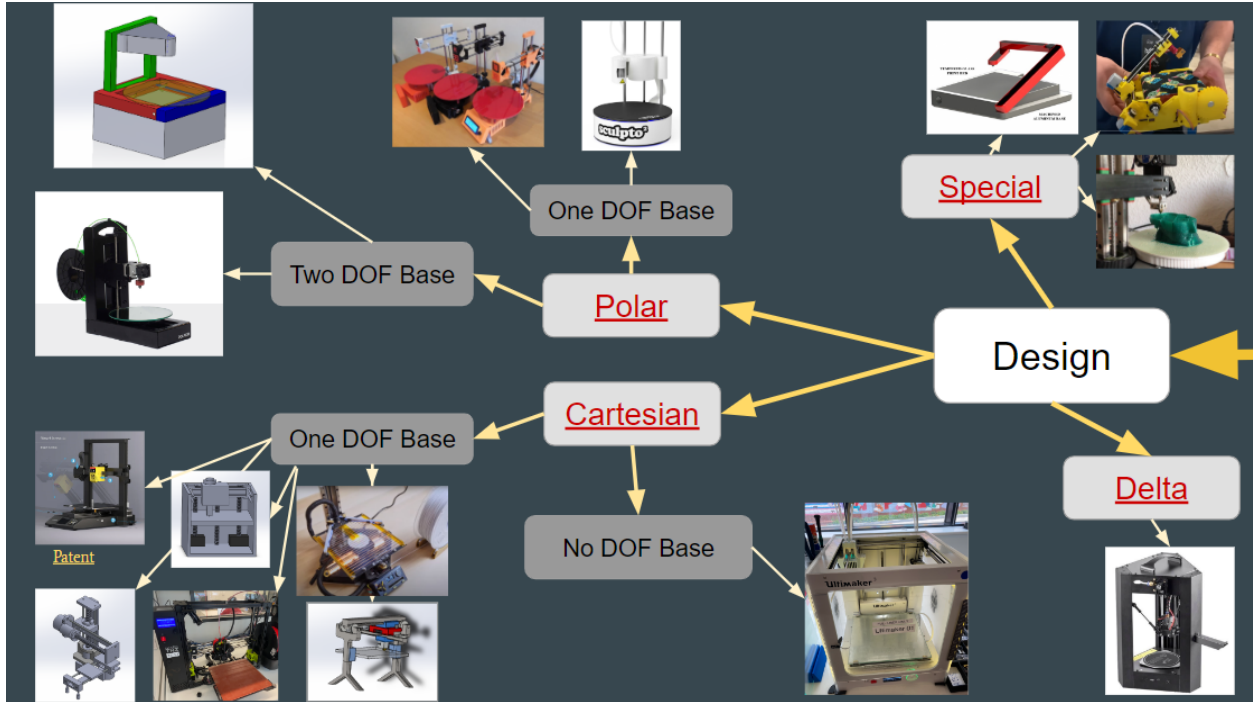 sculpto
Special
One DOF Base
Two DOF Base
Polar
Design
Cartesian
One DOF Base
Delta
No DOF Base
Ultimaker
Patent